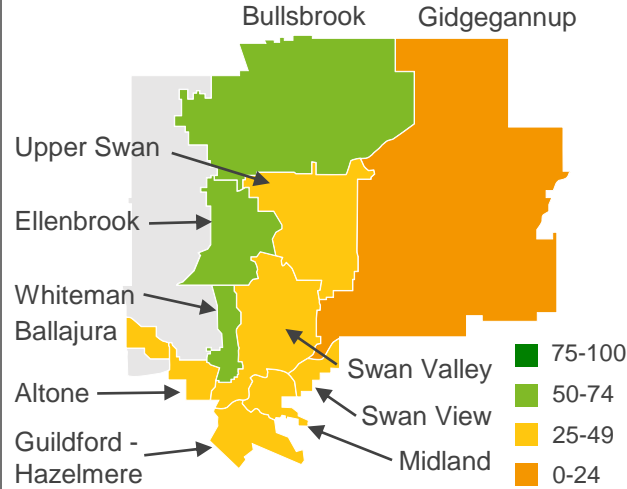 Bullsbrook
Gidgegannup
Upper Swan
Ellenbrook
Whiteman
Ballajura
Altone
Guildford -
Hazelmere
Swan Valley
Swan View
Midland
75-100
50-74
25-49
0-24